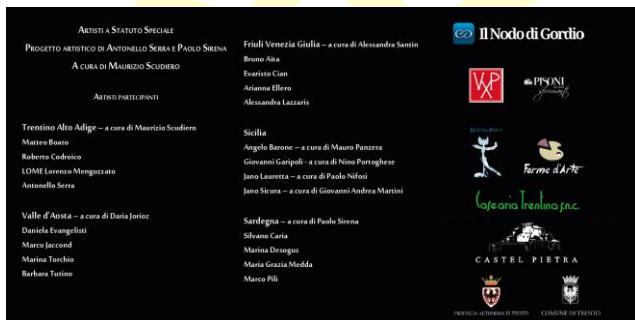 ARTISTI A STATUTO SPECIALE
PROGETTO ARTISTICO DI ANTONELLO SERRA E PAOLO SIRENA
A CURA DI MAURIZIO SCUDIERO
ARTISTI PARTECIPANTI
Trentino Alto Adige – a cura di Maurizio Scudiero
Matteo Boato
Roberto Codroico
LOME Lorenzo Menguzzato
Antonello Serra
Valle d'Aosta – a cura di Daria Jorioz
Daniela Evangelisti
Marco Jaccond
Marina Torchio
Barbara Tutino
Friuli Venezia Giulia – a cura di Alessandra Santin
Bruno Aita
Evaristo Cian
Arianna Ellero
Alessandra Lazzaris
Sicilia
Angelo Barone – a cura di Mauro Panzera
Giovanni Garipoli - a cura di Nino Portoghese
Jano Lauretta – a cura di Paolo Nifosi
Jano Sicura – a cura di Giovanni Andrea Martini
Sardegna – a cura di Paolo Sirena
Silvano Caria
Marina Desogus
Maria Grazia Medda
Marco Pili
Il Nodo di Gordio
PISONI
Forme d'Arte
Casearia Trentina s.n.c.
CASTEL PIETRA
PROVINCIA AUTONOMA DI TRENTO
COMUNE DI TRENTO